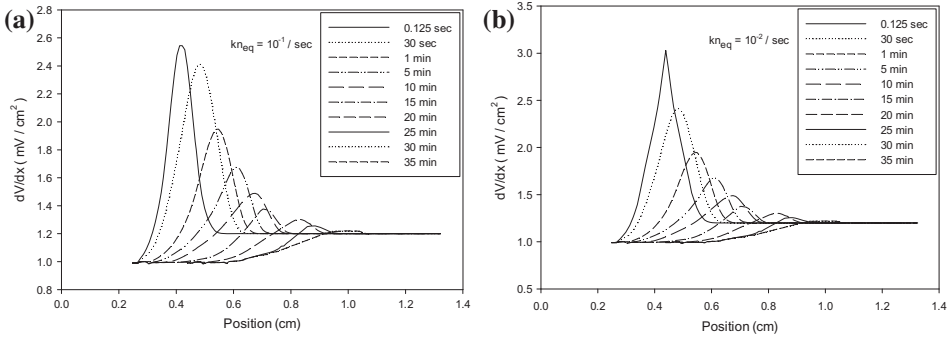 (a)
2.8
2.6
2.4
2.2
2.0
1.8
1.6
1.4
1.2
1.0
0.8
dV/dx ( mV / cm² )
kn_eq = 10⁻¹ / sec
0.125 sec
30 sec
1 min
5 min
10 min
15 min
20 min
25 min
30 min
35 min
0.0 0.2 0.4 0.6 0.8 1.0 1.2 1.4
Position (cm)
(b)
3.5
3.0
2.5
2.0
1.5
1.0
0.5
dV/dx ( mV / cm² )
kn_eq = 10⁻² / sec
0.125 sec
30 sec
1 min
5 min
10 min
15 min
20 min
25 min
30 min
35 min
0.0 0.2 0.4 0.6 0.8 1.0 1.2 1.4
Position (cm)